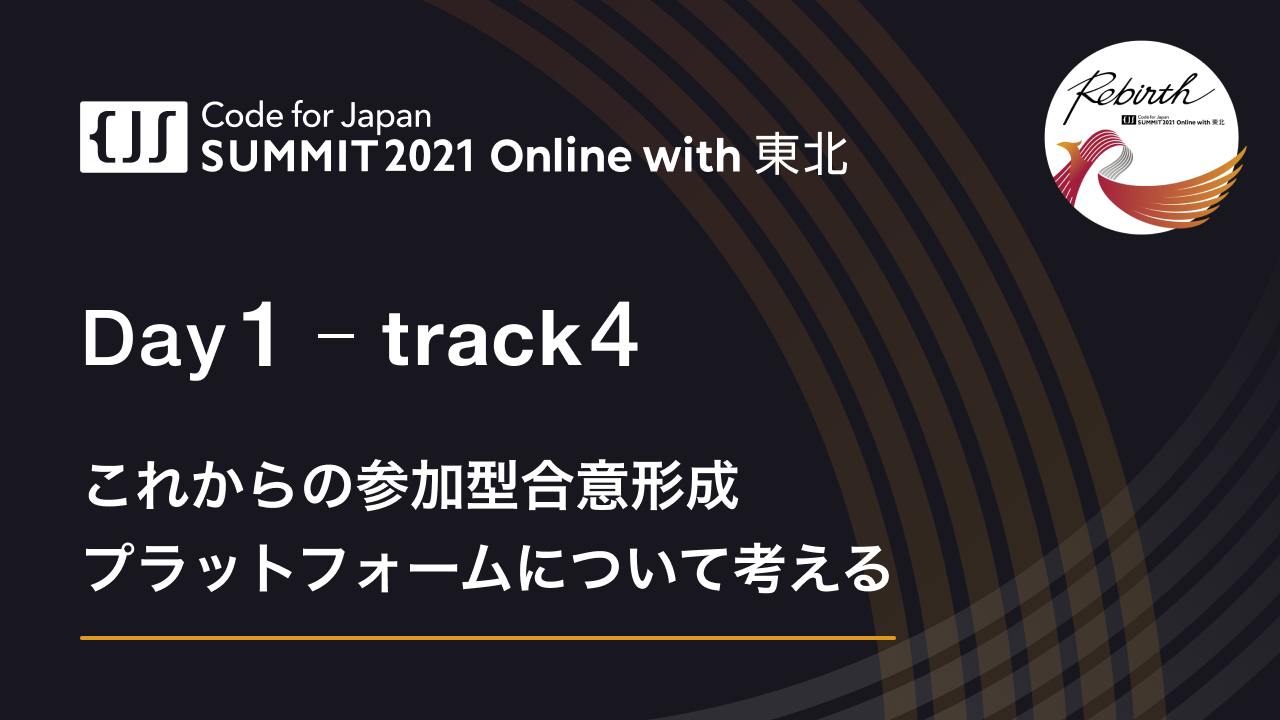 Code for Japan
SUMMIT 2021 Online with 東北
Rebirth
Code for Japan
SUMMIT2021 Online with 東北
Day1 − track4
これからの参加型合意形成
プラットフォームについて考える